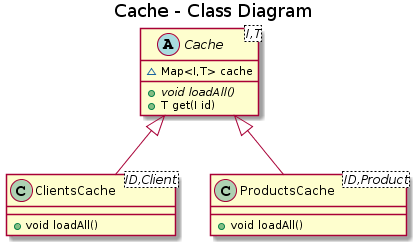 Cache - Class Diagram
I,T
A Cache
Map<I,T> cache
void loadAll()
T get(I id)
ID,Client
C ClientsCache
void loadAll()
ID,Product
C ProductsCache
void loadAll()